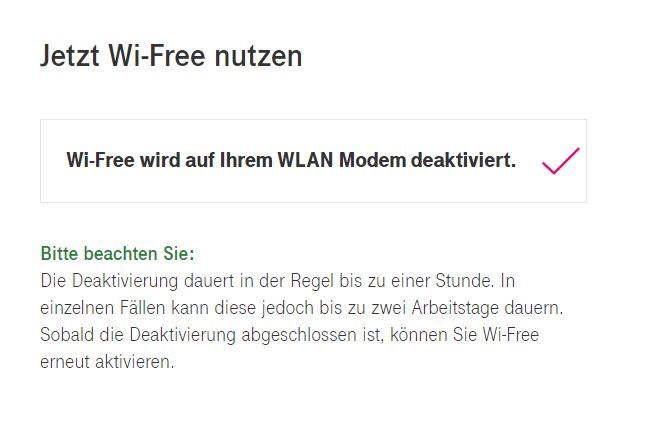 Jetzt Wi-Free nutzen
Wi-Free wird auf Ihrem WLAN Modem deaktiviert.
Bitte beachten Sie:
Die Deaktivierung dauert in der Regel bis zu einer Stunde. In
einzelnen Fällen kann diese jedoch bis zu zwei Arbeitstage dauern.
Sobald die Deaktivierung abgeschlossen ist, können Sie Wi-Free
erneut aktivieren.